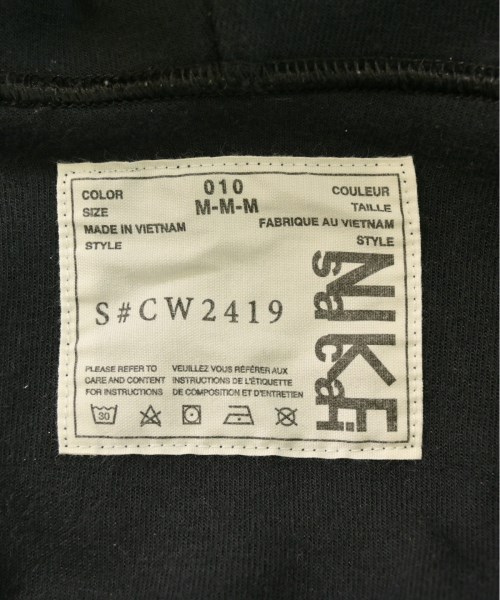 COLOR 010 COULEUR
SIZE M-M-M TAILLE
MADE IN VIETNAM FABRIQUE AU VIETNAM
STYLE STYLE
S#CW2419
NIKE
sacai
PLEASE REFER TO
CARE AND CONTENT
FOR INSTRUCTIONS
VEUILLEZ VOUS RÉFÉRER AUX
INSTRUCTIONS DE L'ÉTIQUETTE
DE COMPOSITION ET D'ENTRETIEN
30